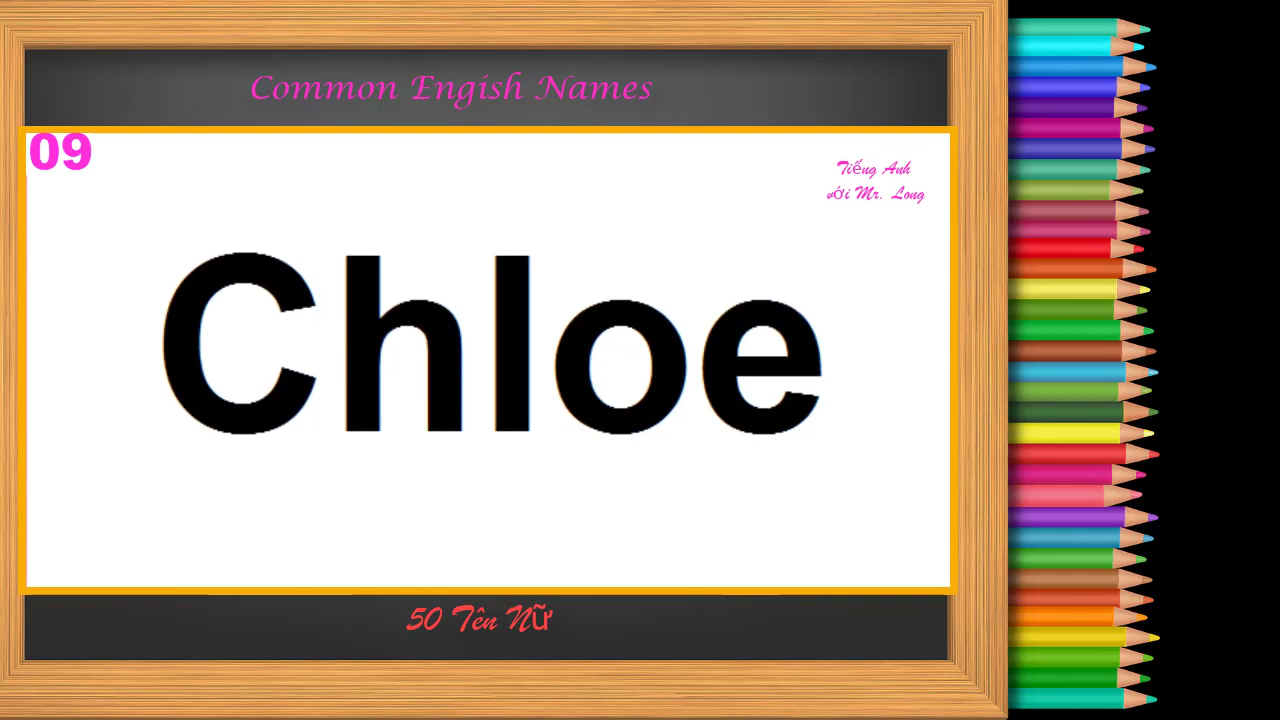 Common Engish Names
09
Tiếng Anh
với Mr. Long
Chloe
50 Tên Nữ